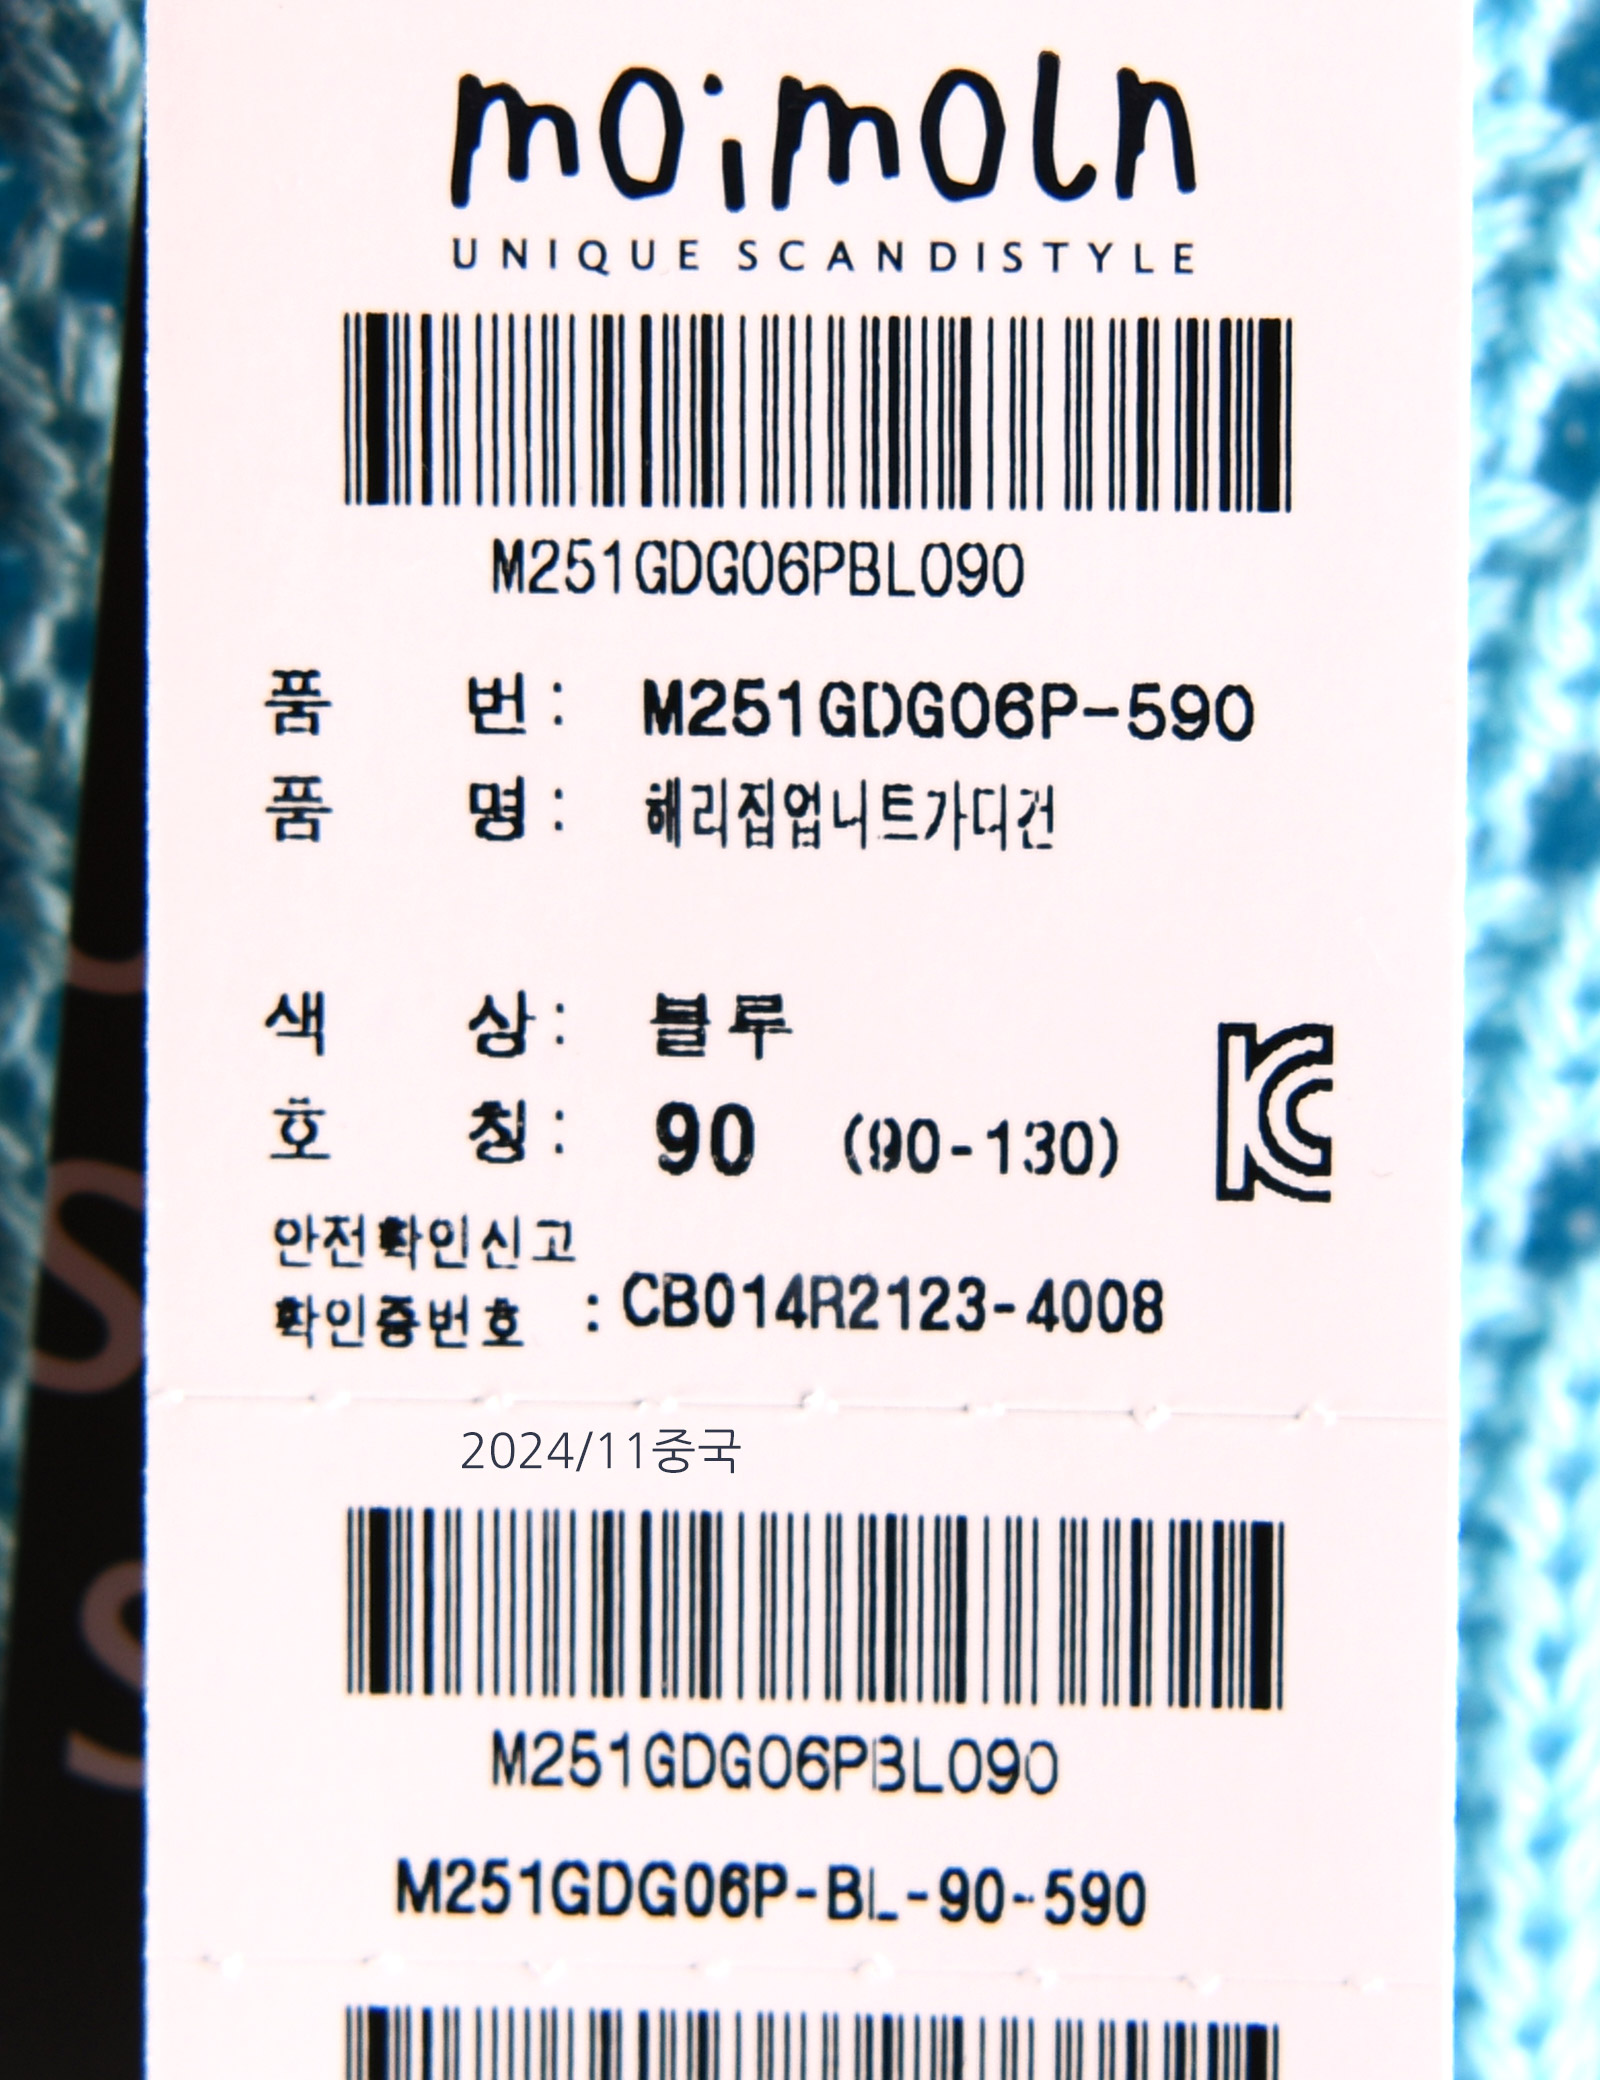 moimoln
UNIQUE SCANDISTYLE
M251GDG06PBL090
품 번 : M251GDG06P-590
품 명 : 해리집업니트가디건
색 상 : 블루
호 칭 : 90 (90-130)
안전확인신고
확인증번호 : CB014R2123-4008
2024/11중국
M251GDG06PBL090
M251GDG06P-BL-90-590